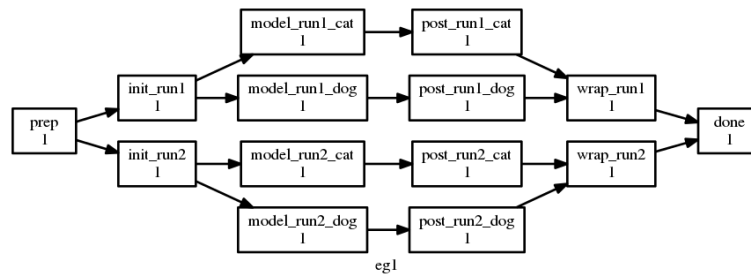 model_run1_cat
1
post_run1_cat
1
init_run1
1
model_run1_dog
1
post_run1_dog
1
wrap_run1
1
prep
1
done
1
init_run2
1
model_run2_cat
1
post_run2_cat
1
wrap_run2
1
model_run2_dog
1
post_run2_dog
1
eg1